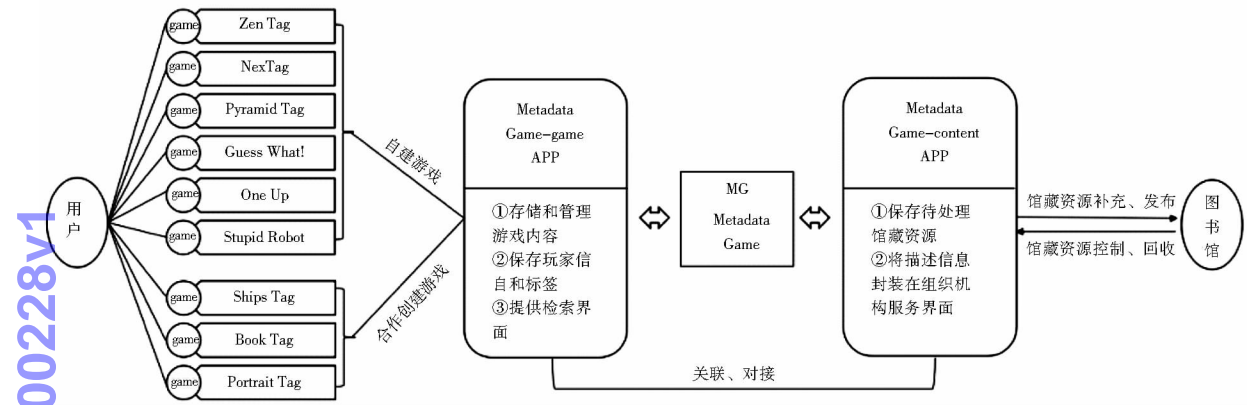 用
户
game
Zen Tag
game
NexTag
game
Pyramid Tag
game
Guess What!
game
One Up
game
Stupid Robot
game
Ships Tag
game
Book Tag
game
Portrait Tag
自建游戏
合作创建游戏
Metadata
Game-game
APP
①存储和管理
游戏内容
②保存玩家信
自和标签
③提供检索界
面
MG
Metadata
Game
Metadata
Game-content
APP
①保存待处理
馆藏资源
②将描述信息
封装在组织机
构服务界面
关联、对接
馆藏资源补充、发布
馆藏资源控制、回收
图
书
馆
00228v1